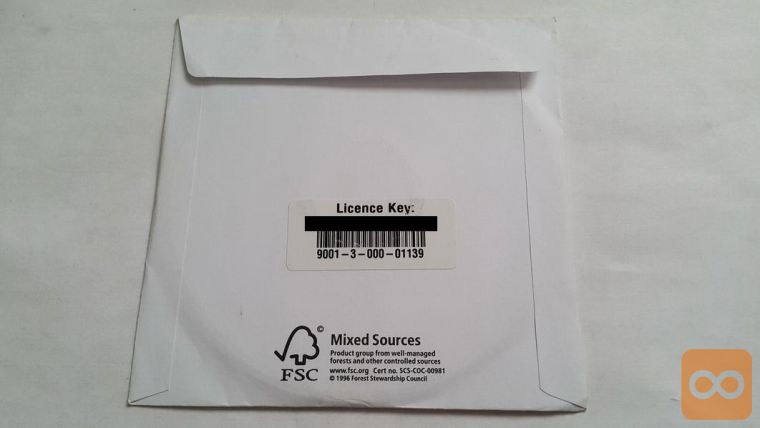 Licence Key:
9001-3-000-01139
©
Mixed Sources
Product group from well-managed
forests and other controlled sources
www.fsc.org Cert no. SCS-COC-00981
© 1996 Forest Stewardship Council
FSC